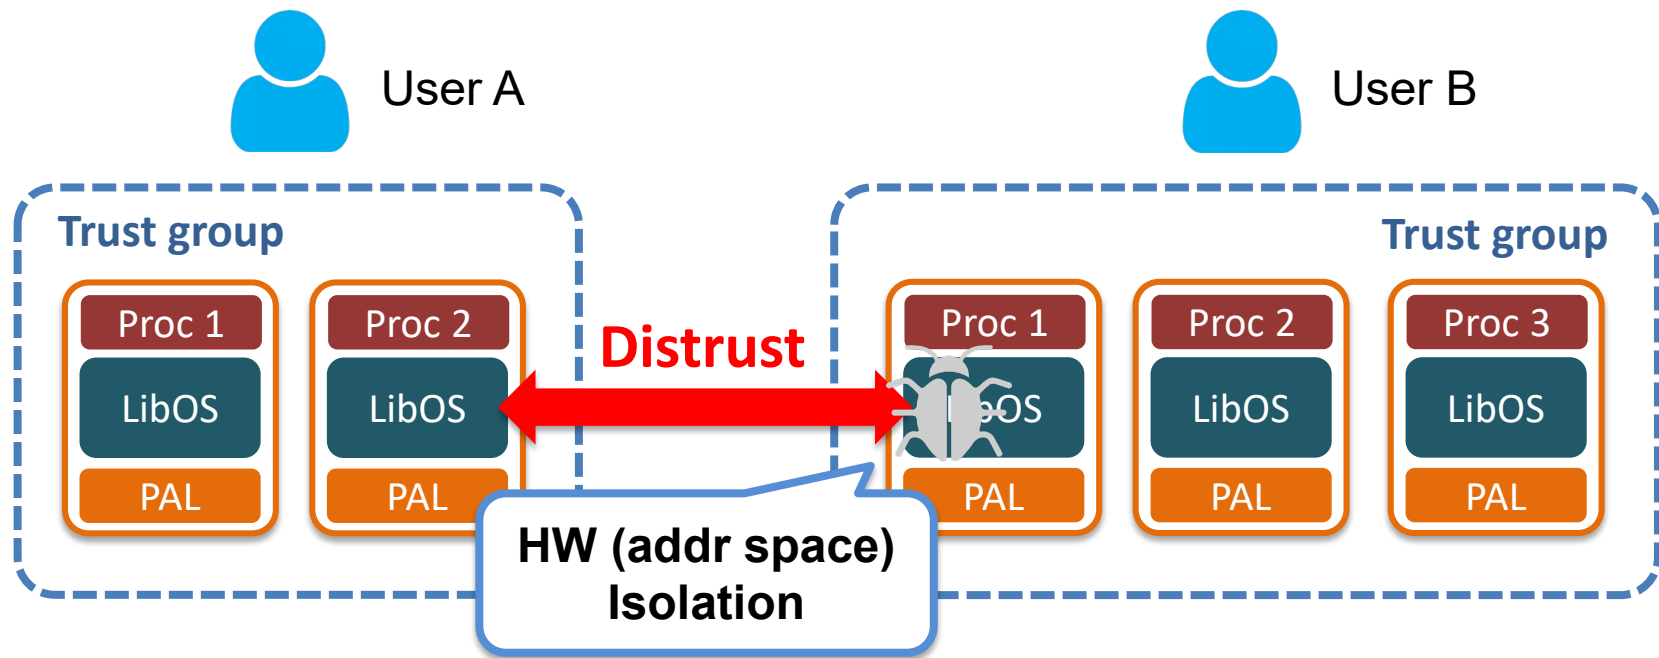 User A
User B
Trust group
Trust group
Proc 1
Proc 2
Distrust
Proc 1
Proc 2
Proc 3
LibOS
LibOS
LibOS
LibOS
LibOS
PAL
PAL
PAL
PAL
PAL
HW (addr space)
Isolation